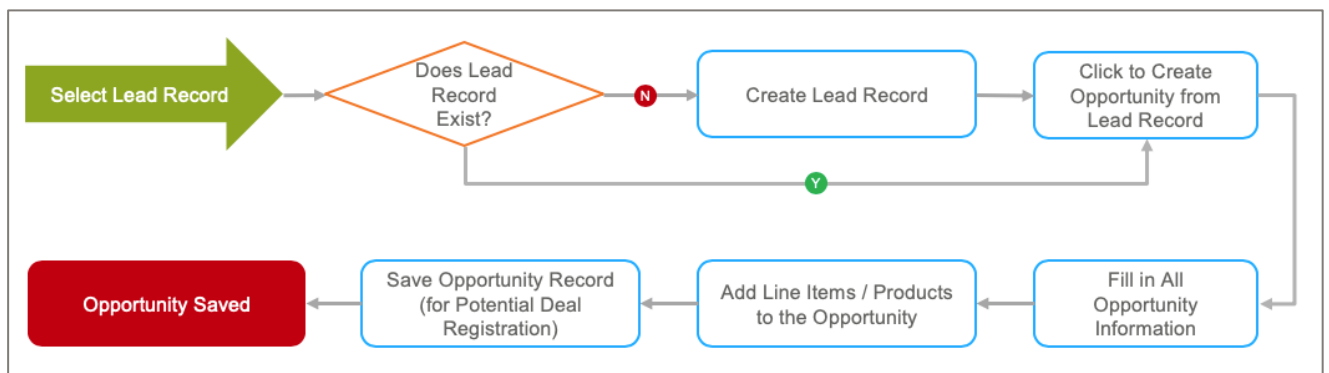 Select Lead Record
Does Lead
Record
Exist?
N
Create Lead Record
Click to Create
Opportunity from
Lead Record
Y
Opportunity Saved
Save Opportunity Record
(for Potential Deal
Registration)
Add Line Items / Products
to the Opportunity
Fill in All
Opportunity
Information